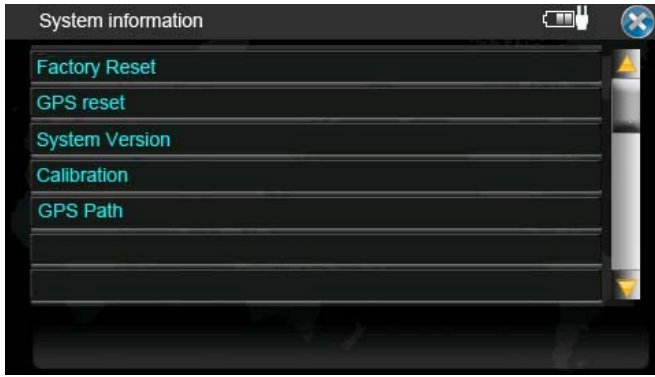 System information
Factory Reset
GPS reset
System Version
Calibration
GPS Path